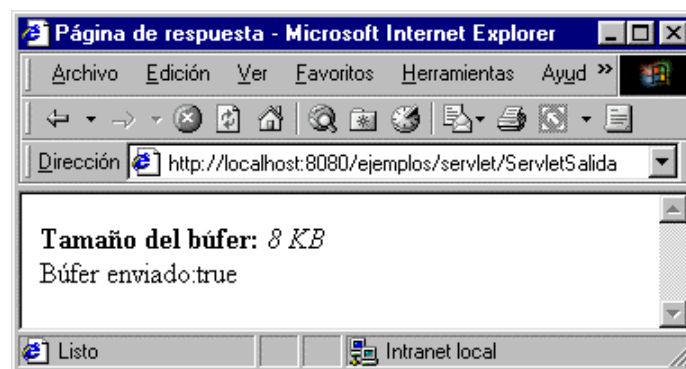 Página de respuesta - Microsoft Internet Explorer
Archivo Edición Ver Favoritos Herramientas Ayud »
Dirección http://localhost:8080/ejemplos/servlet/ServletSalida
Tamaño del búfer: 8 KB
Búfer enviado:true
Listo Intranet local